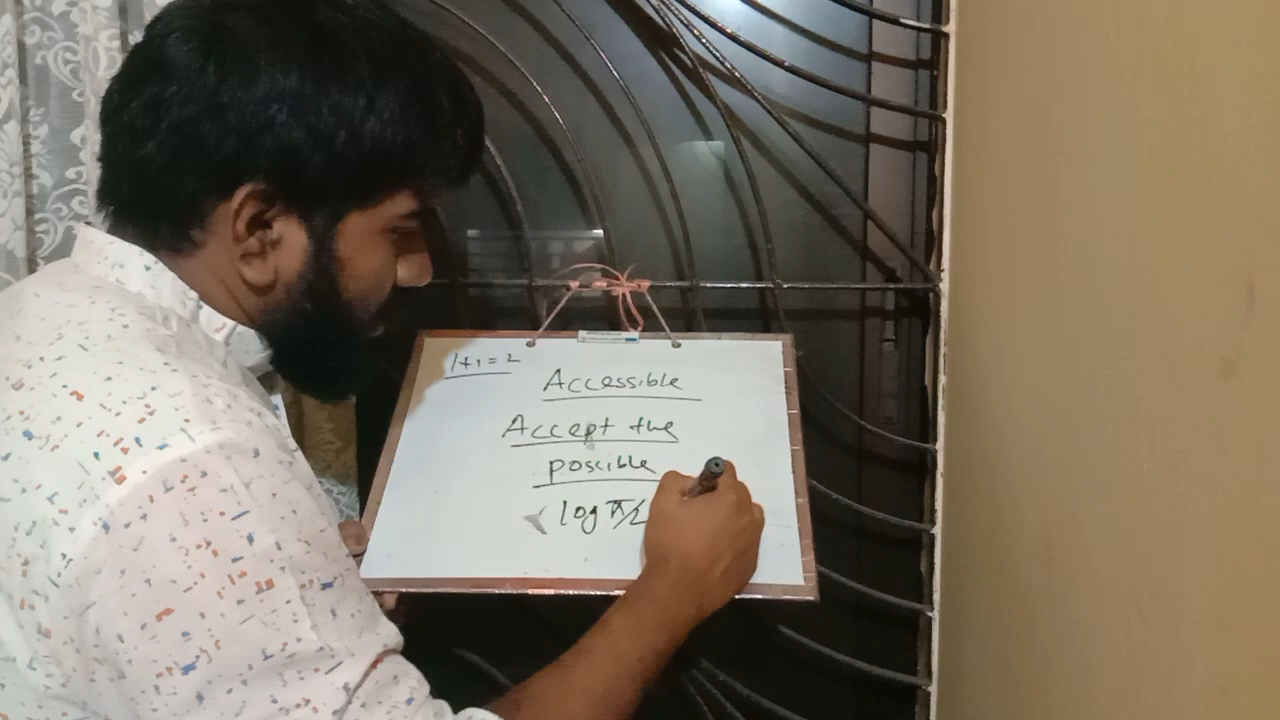 1+1=2
Accessible
Accept the
possible
log π/2